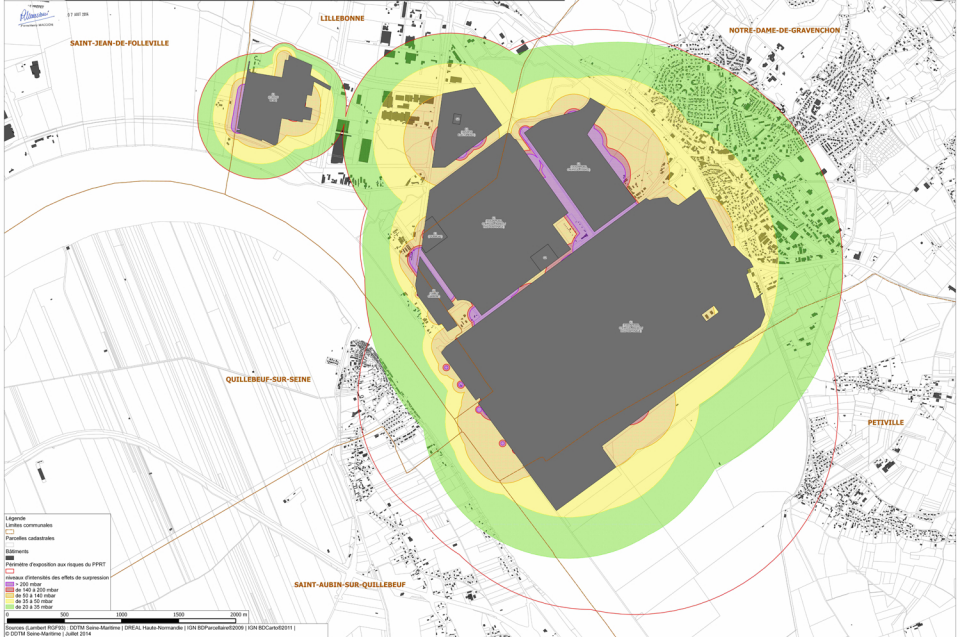 LILLEBONNE
SAINT-JEAN-DE-FOLLEVILLE
NOTRE-DAME-DE-GRAVENCHON
QUILLEBEUF-SUR-SEINE
PETIVILLE
SAINT-AUBIN-SUR-QUILLEBEUF
Légende
Limites communales
Parcelles cadastrales
Bâtiments
Périmètre d'exposition aux risques du PPRT
niveaux d'intensités des effets de surpression
> 200 mbar
de 140 à 200 mbar
de 50 à 140 mbar
de 35 à 50 mbar
de 20 à 35 mbar
0 500 1000 1500 2000 m
Sources (Lambert RGF93) : DDTM Seine-Maritime | DREAL Haute-Normandie | IGN BDParcellaire©2009 | IGN BDCarto©2011 |
© DDTM Seine-Maritime | Juillet 2014